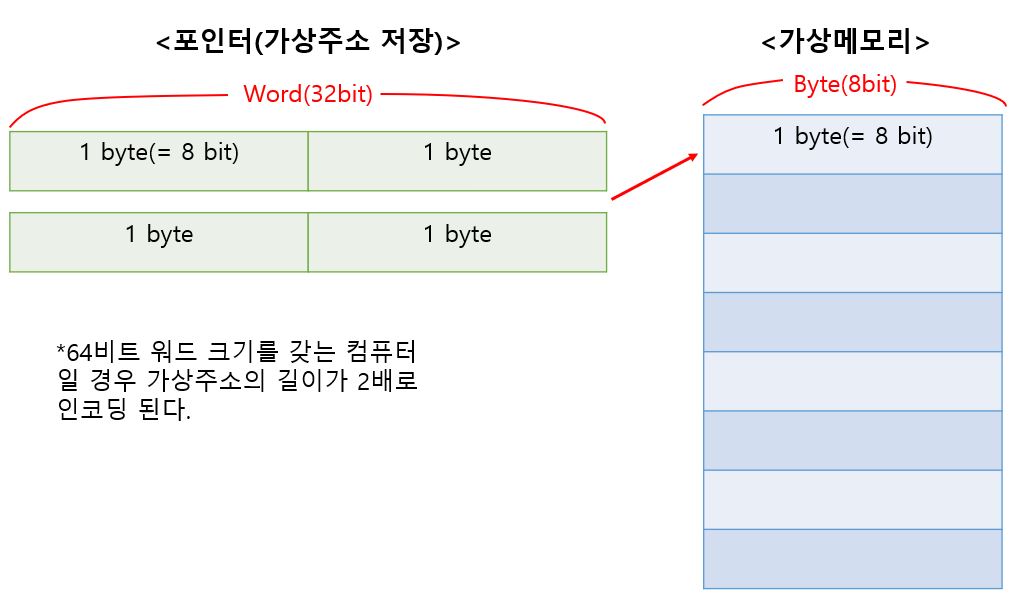 <포인터(가상주소 저장)>
Word(32bit)
1 byte(= 8 bit) 1 byte
1 byte 1 byte
*64비트 워드 크기를 갖는 컴퓨터
일 경우 가상주소의 길이가 2배로
인코딩 된다.
<가상메모리>
Byte(8bit)
1 byte(= 8 bit)